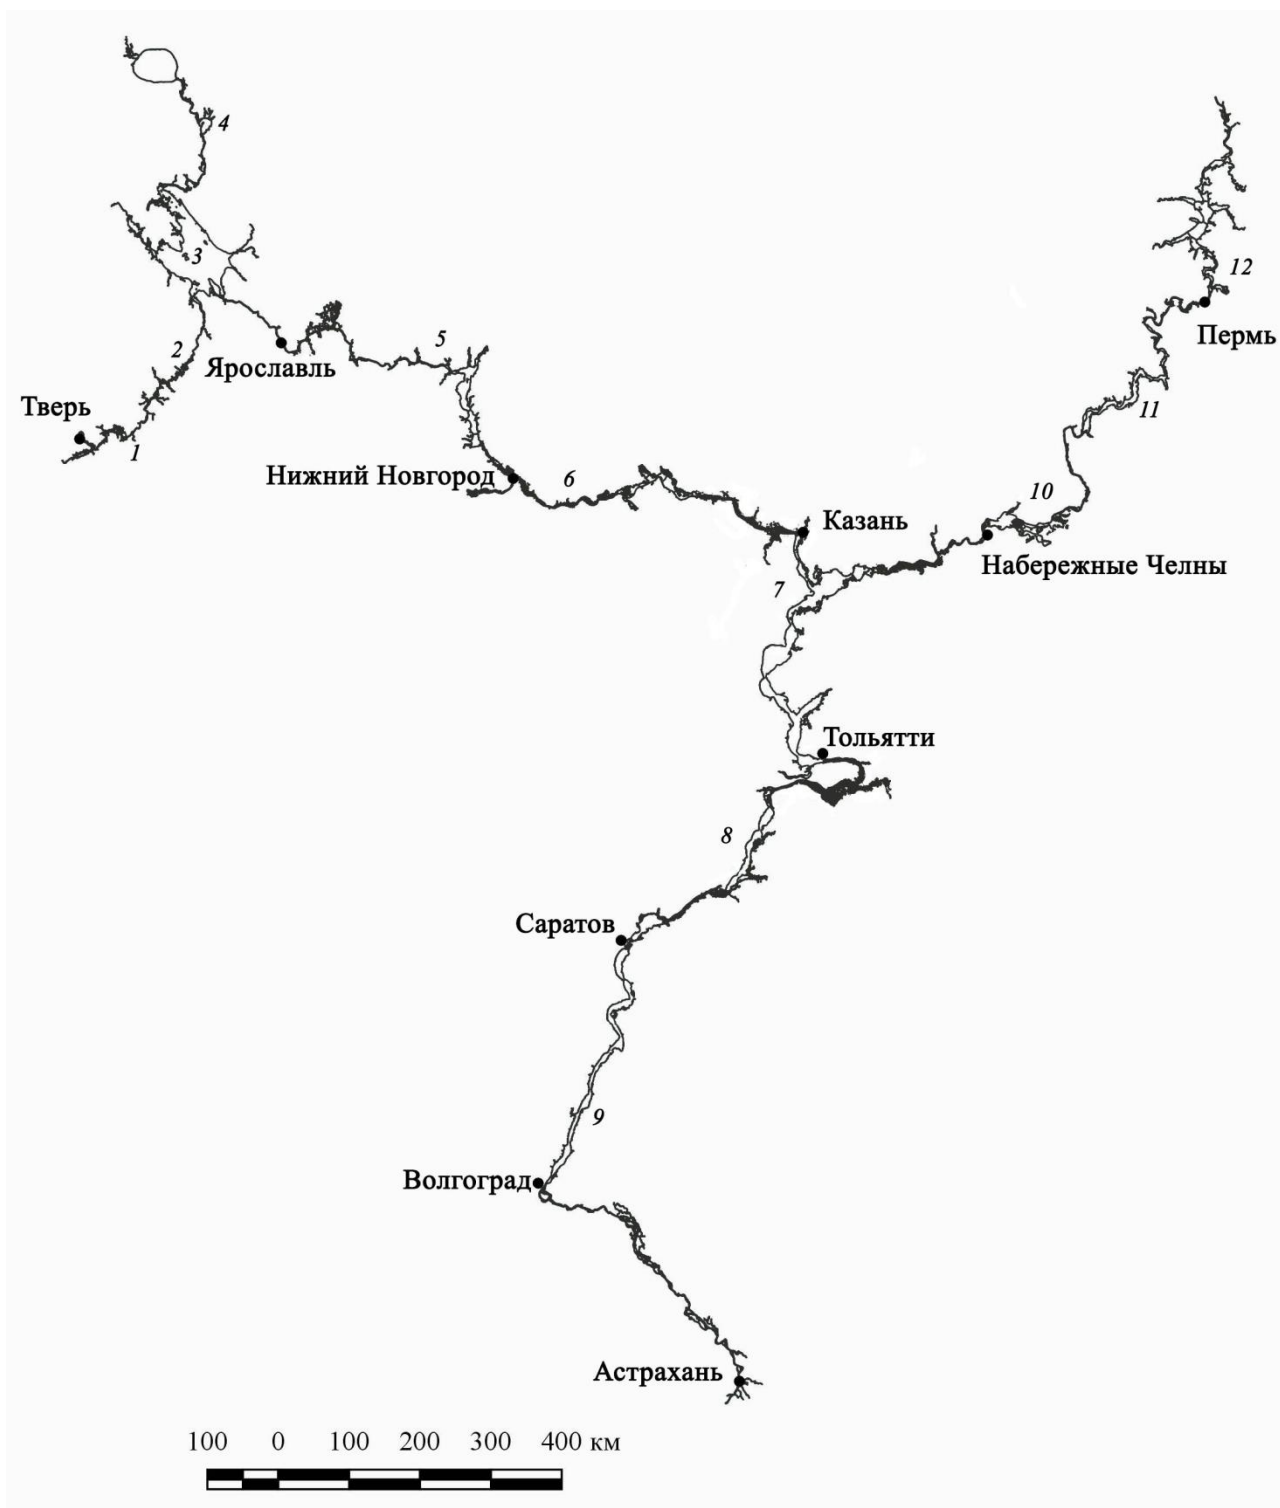 4
3
12
Пермь
5
2
Ярославль
11
Тверь
1
Нижний Новгород
6
10
Казань
Набережные Челны
7
Тольятти
8
Саратов
9
Волгоград
Астрахань
100 0 100 200 300 400 км